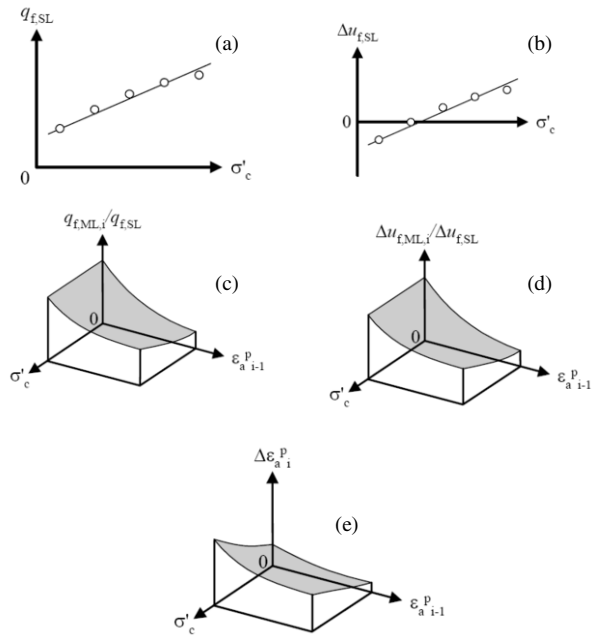 q_f,SL
(a)
0
σ'_c
Δu_f,SL
(b)
0
σ'_c
q_f,ML,i/q_f,SL
(c)
0
σ'_c
ε_a^p_i-1
Δu_f,ML,i/Δu_f,SL
(d)
0
σ'_c
ε_a^p_i-1
Δε_a^p_i
(e)
0
σ'_c
ε_a^p_i-1